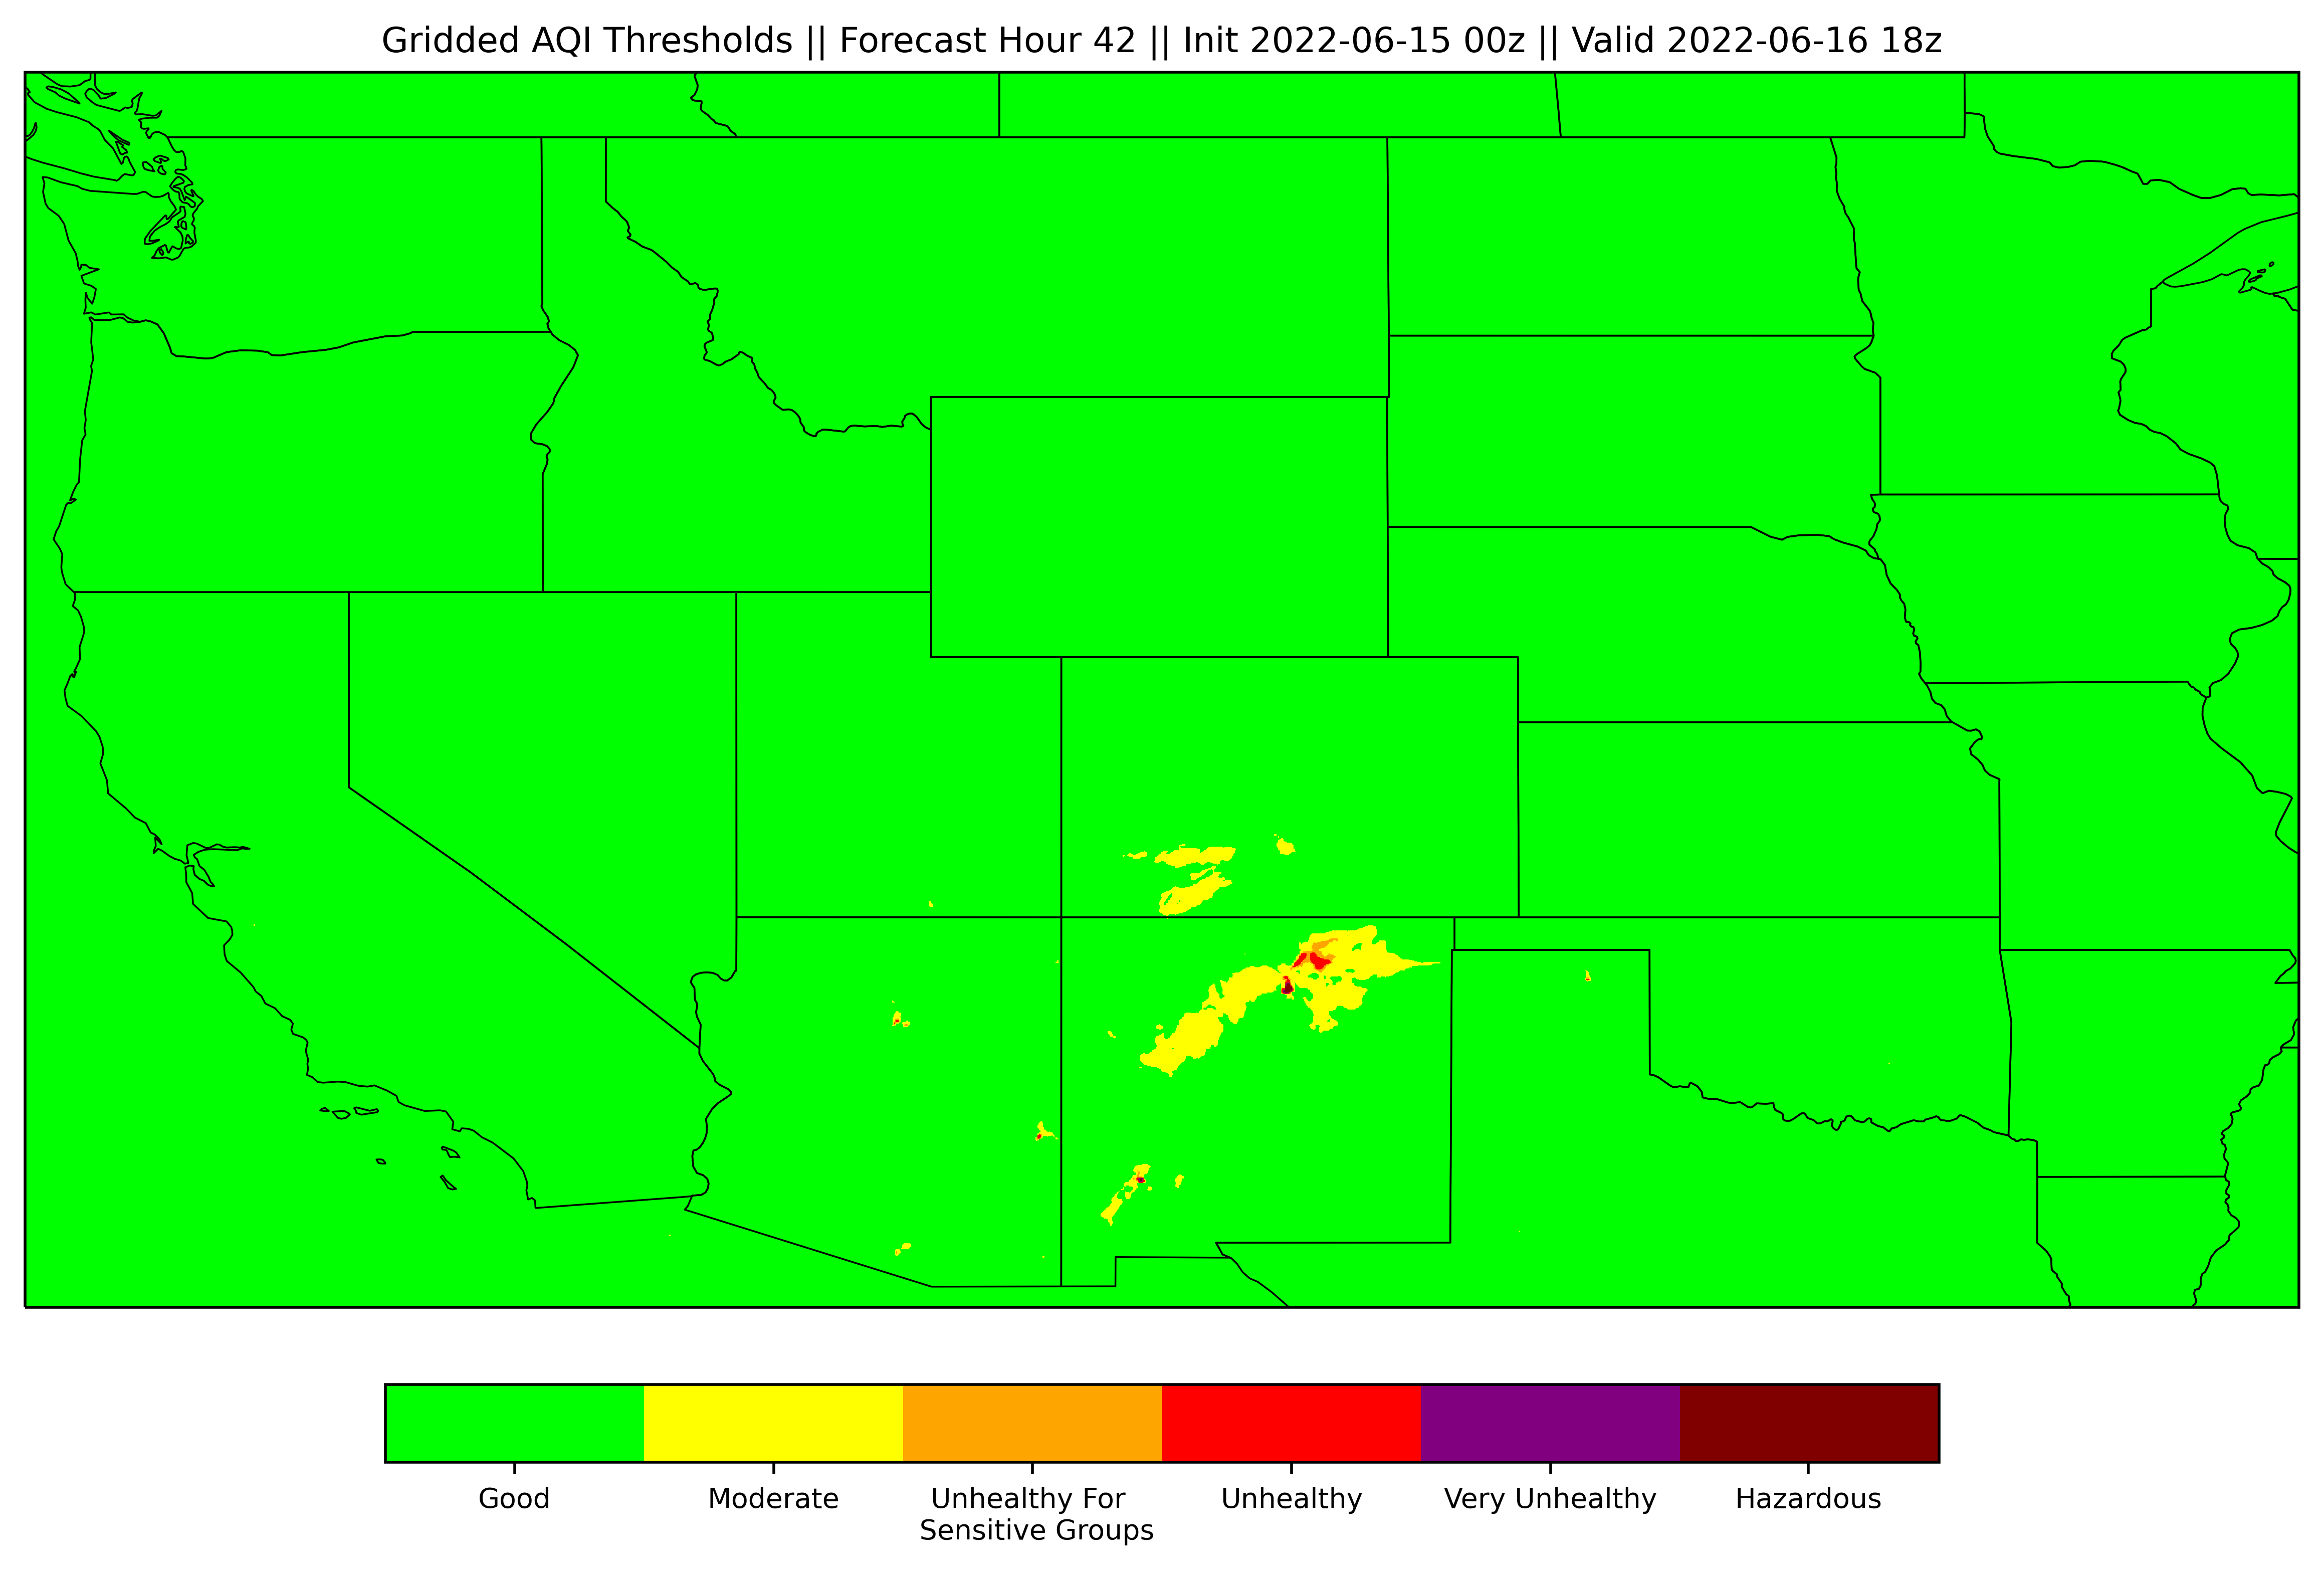 Gridded AQI Thresholds || Forecast Hour 42 || Init 2022-06-15 00z || Valid 2022-06-16 18z
Good
Moderate
Unhealthy For
Sensitive Groups
Unhealthy
Very Unhealthy
Hazardous